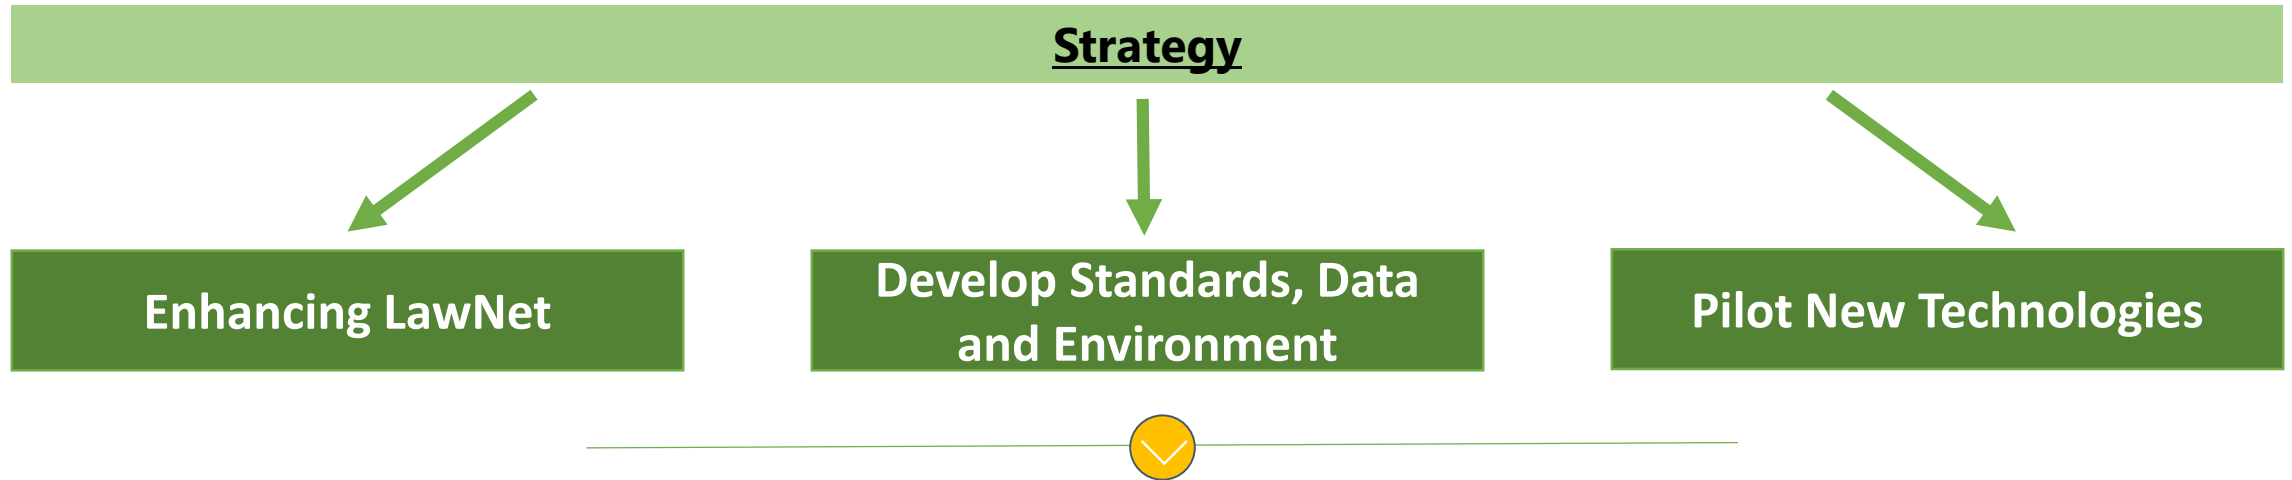 Strategy
Enhancing LawNet
Develop Standards, Data
and Environment
Pilot New Technologies